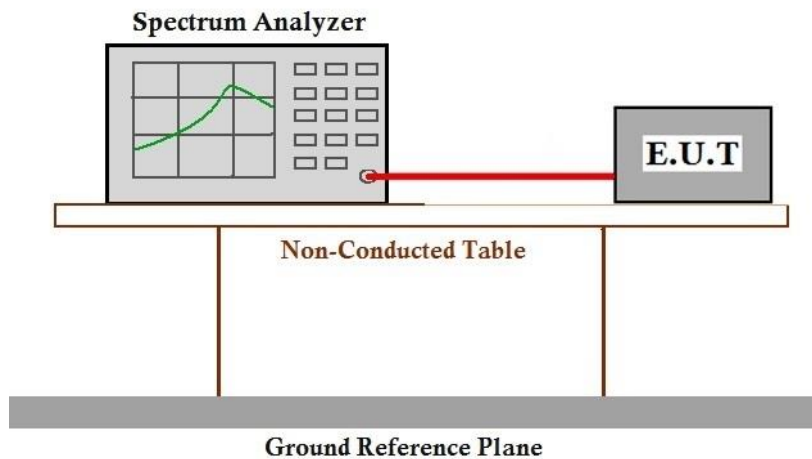 Spectrum Analyzer
E.U.T
Non-Conducted Table
Ground Reference Plane